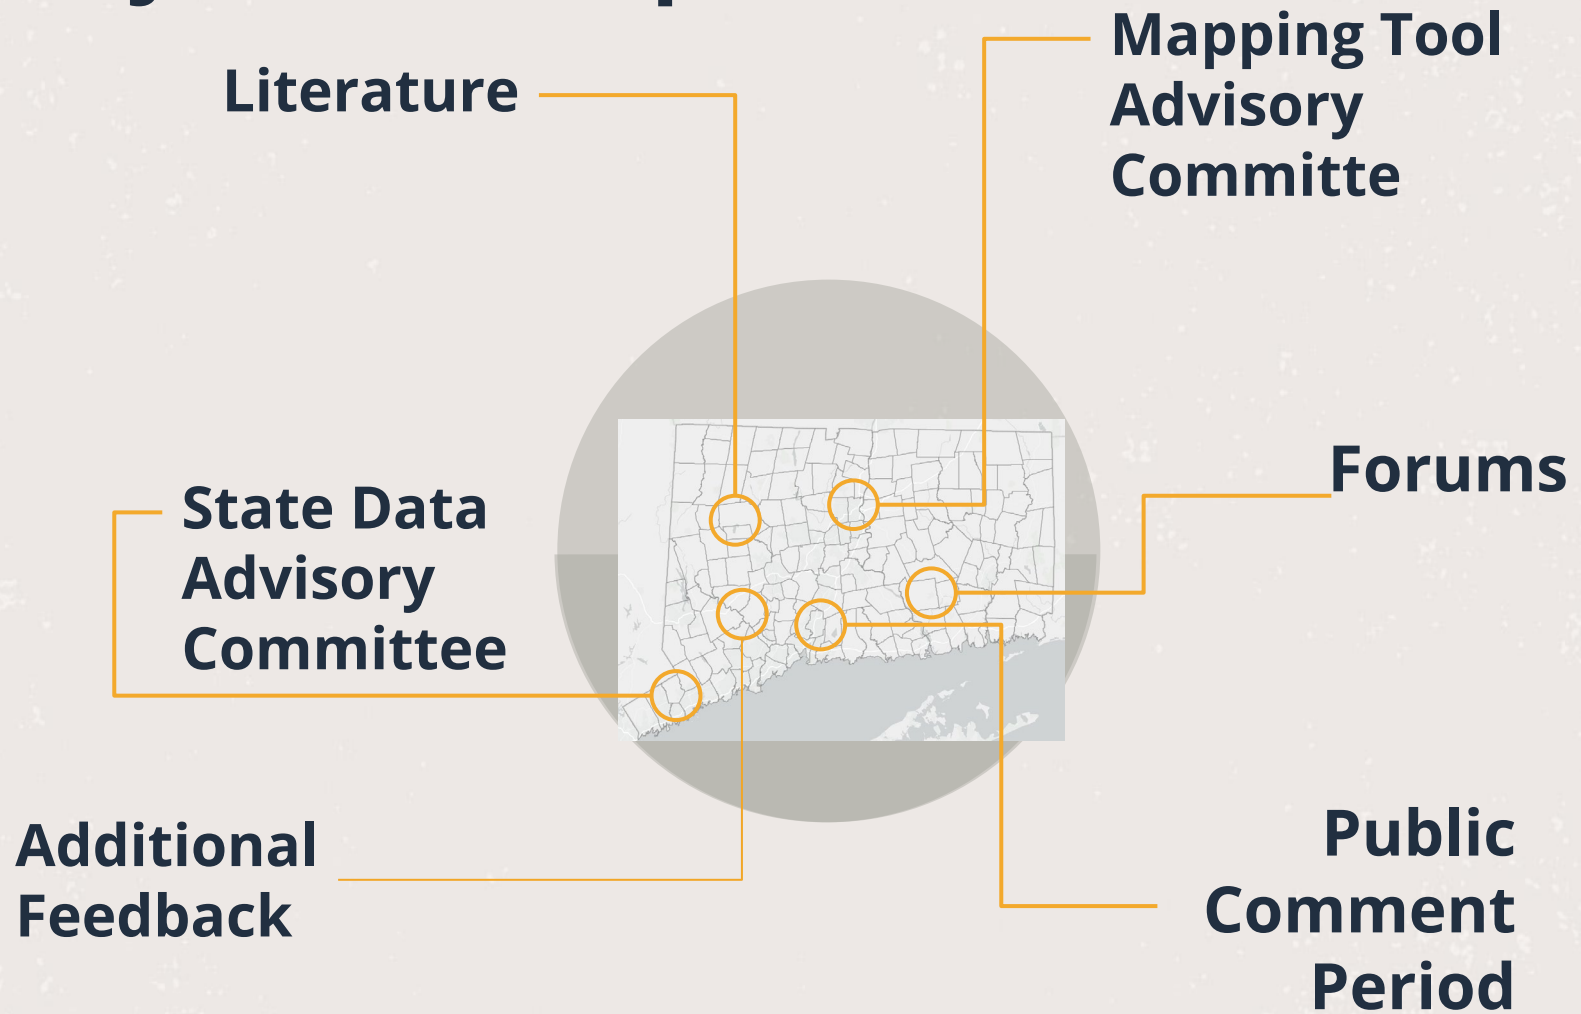 Literature
Mapping Tool
Advisory
Committe
State Data
Advisory
Committee
Forums
Additional
Feedback
Public
Comment
Period